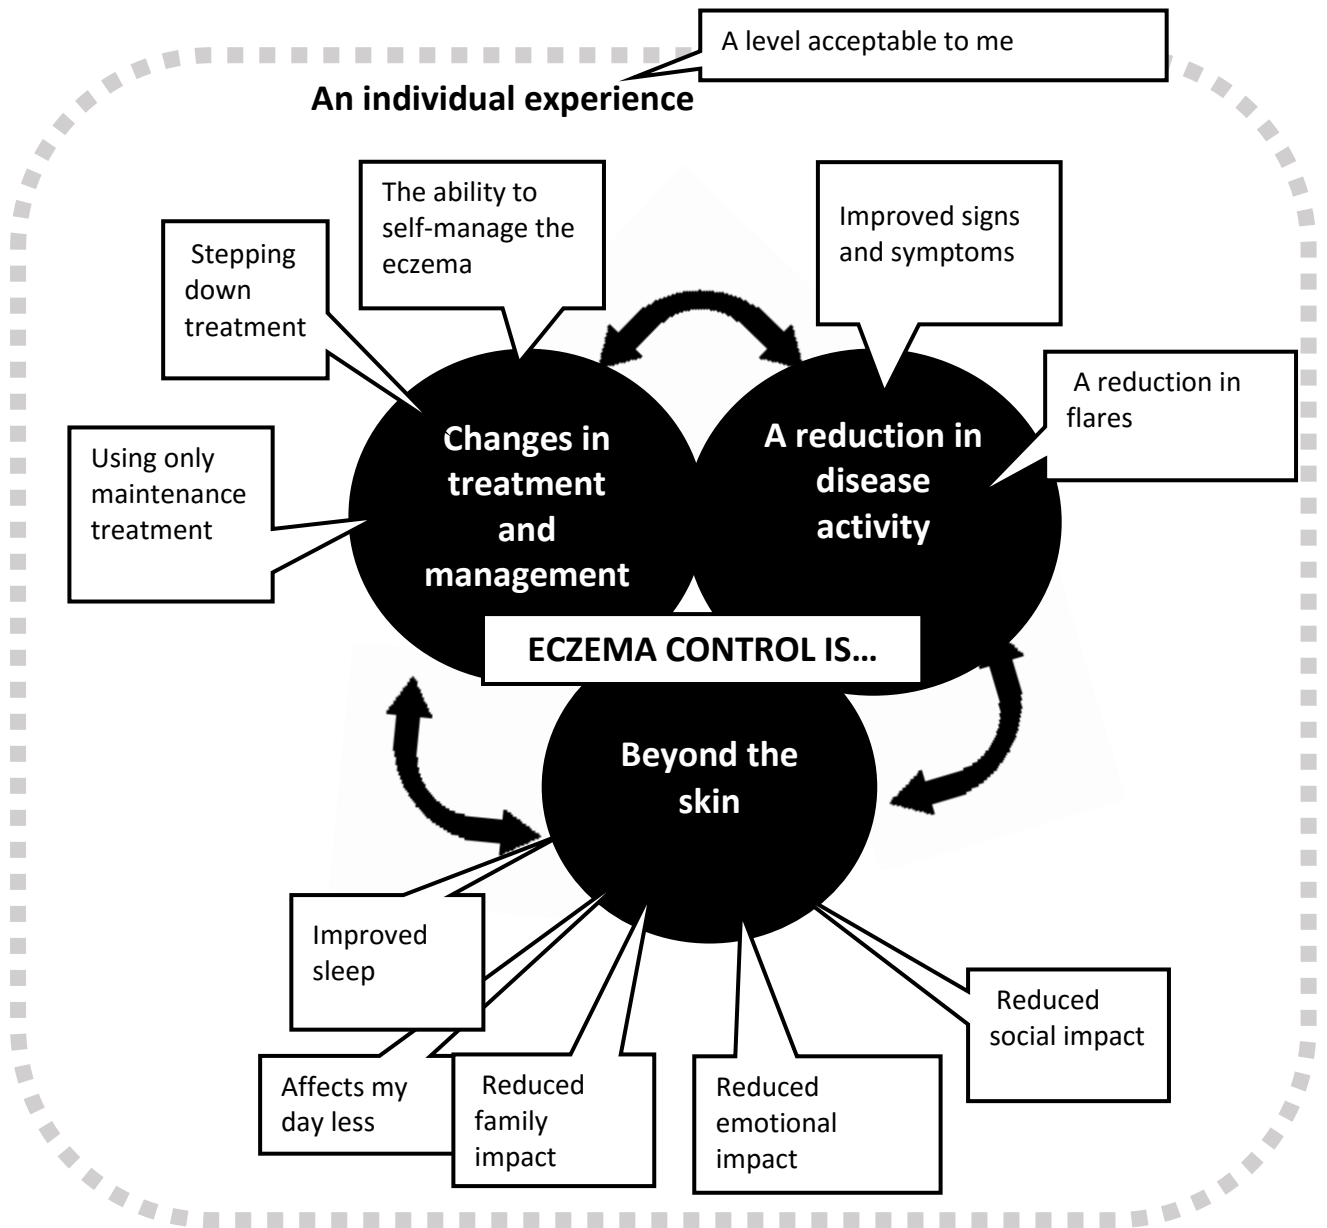 A level acceptable to me
An individual experience
The ability to
self-manage the
eczema
Improved signs
and symptoms
Stepping
down
treatment
A reduction in
flares
Using only
maintenance
treatment
Changes in
treatment
and
management
A reduction in
disease
activity
ECZEMA CONTROL IS...
Beyond the
skin
Improved
sleep
Affects my
day less
Reduced
family
impact
Reduced
emotional
impact
Reduced
social impact